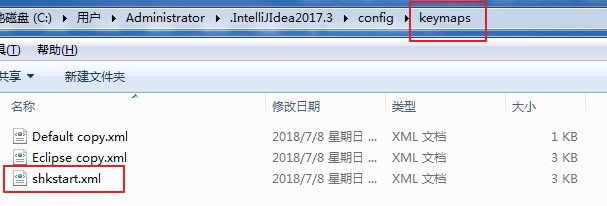 地磁盘 (C:) ▸ 用户 ▸ Administrator ▸ .IntelliJIdea2017.3 ▸ config ▸ keymaps
具(T) 帮助(H)
共享 新建文件夹
名称 修改日期 类型 大小
Default copy.xml 2018/7/8 星期日 ... XML 文档 1 KB
Eclipse copy.xml 2018/7/8 星期日 ... XML 文档 3 KB
shkstart.xml 2018/7/8 星期日 ... XML 文档 3 KB